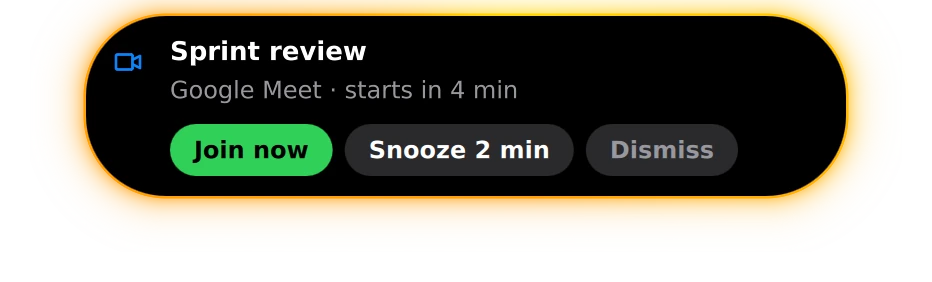 Sprint review
Google Meet · starts in 4 min
Join now Snooze 2 min Dismiss